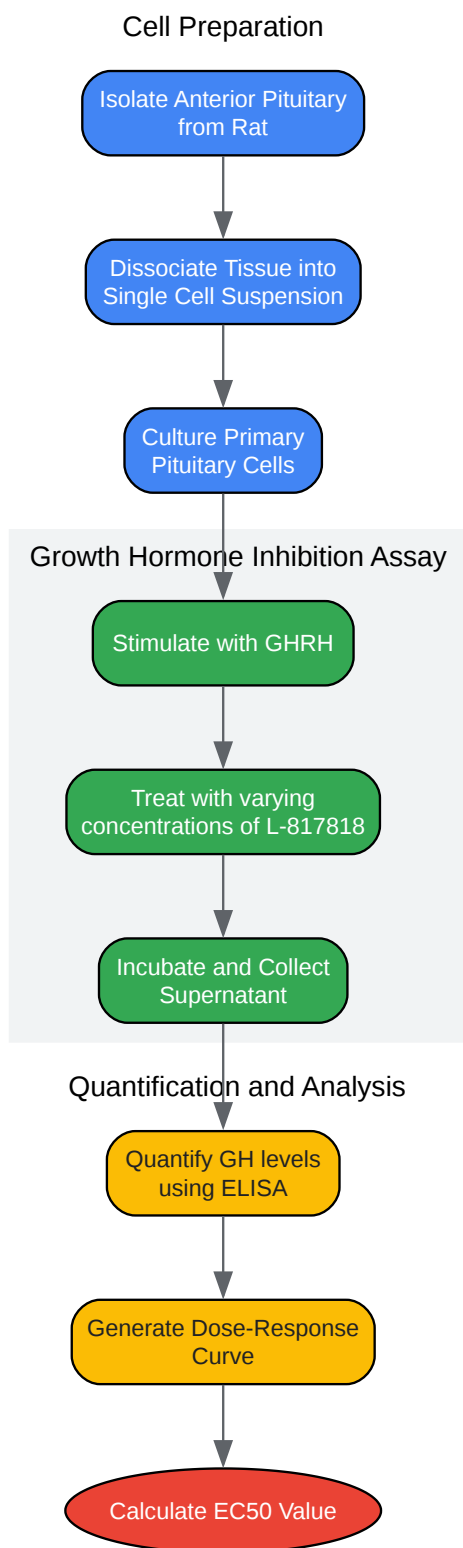 Cell Preparation
Isolate Anterior Pituitary
from Rat
Dissociate Tissue into
Single Cell Suspension
Culture Primary
Pituitary Cells
Growth Hormone Inhibition Assay
Stimulate with GHRH
Treat with varying
concentrations of L-817818
Incubate and Collect
Supernatant
Quantification and Analysis
Quantify GH levels
using ELISA
Generate Dose-Response
Curve
Calculate EC50 Value